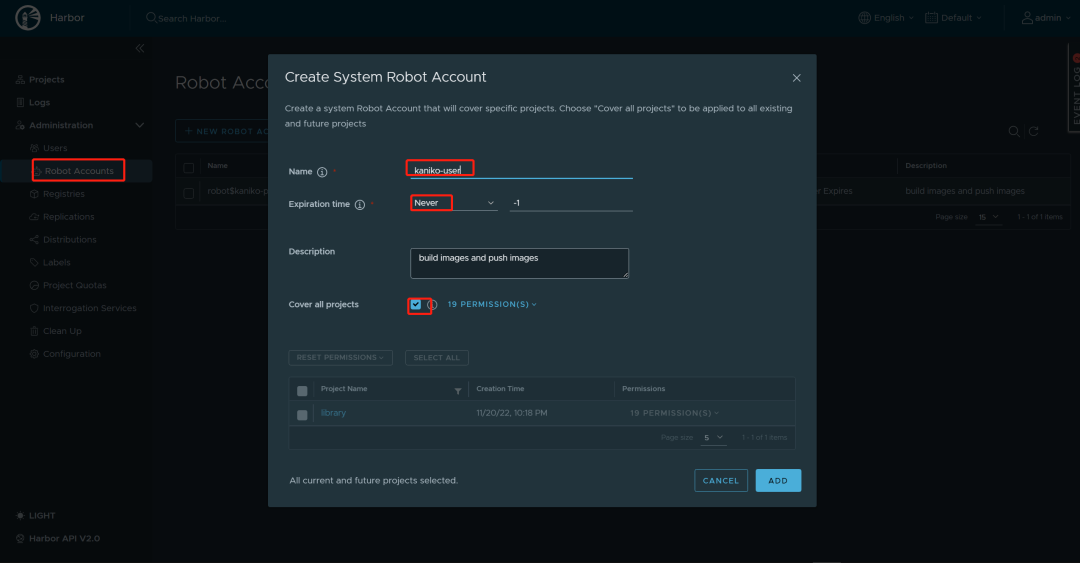 Harbor
Search Harbor...
English
Default
admin
EVENT LOG
Projects
Logs
Administration
Users
Robot Accounts
Registries
Replications
Distributions
Labels
Project Quotas
Interrogation Services
Clean Up
Configuration
LIGHT
Harbor API V2.0
Robot Acc
+ NEW ROBOT AC
Name
Description
robot$kaniko-p
er Expires
build images and push images
Page size 15 1 - 1 of 1 items
Create System Robot Account
Create a system Robot Account that will cover specific projects. Choose "Cover all projects" to be applied to all existing
and future projects
Name *
kaniko-user
Expiration time *
Never
-1
Description
build images and push images
Cover all projects
19 PERMISSION(S)
RESET PERMISSIONS
SELECT ALL
Project Name Creation Time Permissions
library 11/20/22, 10:18 PM 19 PERMISSION(S)
Page size 5 1 - 1 of 1 items
All current and future projects selected.
CANCEL
ADD